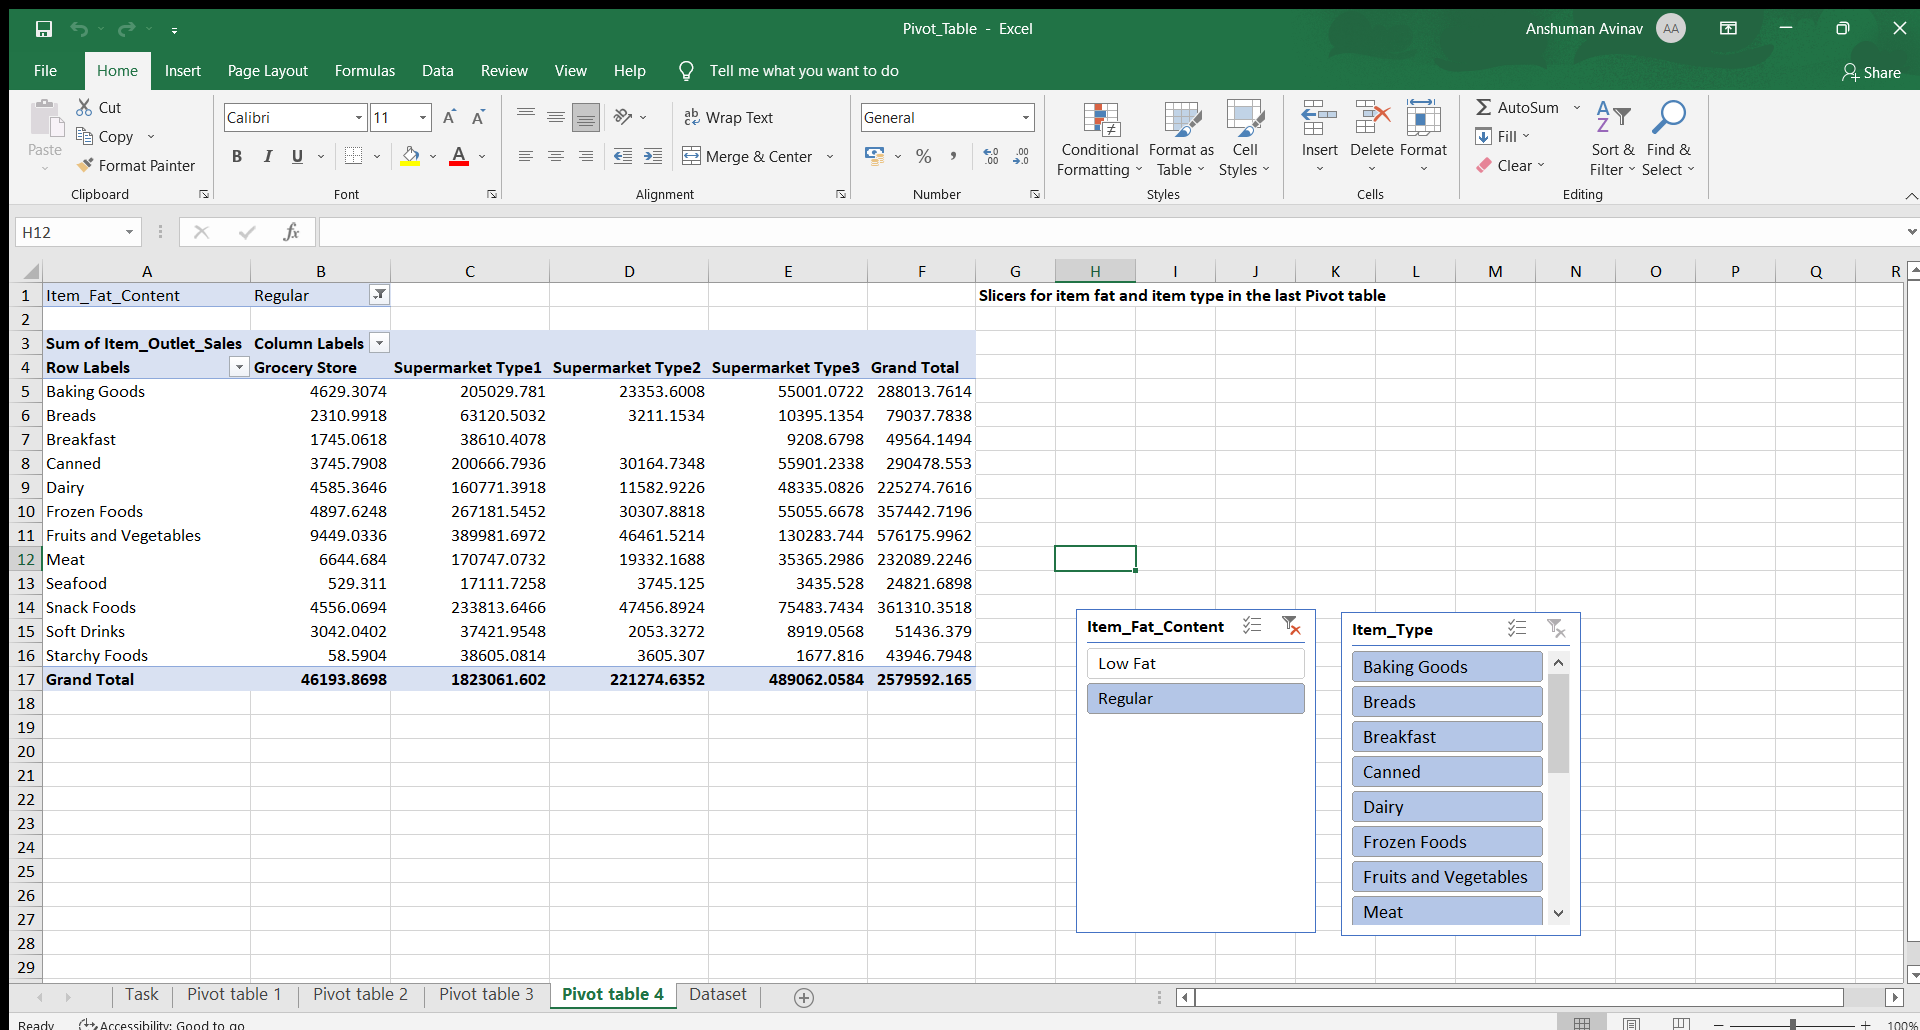 Pivot_Table - Excel
Anshuman Avinav AA
File Home Insert Page Layout Formulas Data Review View Help Tell me what you want to do
Share
Paste
Cut
Copy
Format Painter
Clipboard
Calibri 11
B I U
Font
Wrap Text
Merge & Center
Alignment
General
Number
Conditional Formatting
Format as Table
Cell Styles
Styles
Insert Delete Format
Cells
AutoSum
Fill
Clear
Sort & Filter
Find & Select
Editing
H12 fx
A B C D E F G H I J K L M N O P Q R
1 Item_Fat_Content Regular Slicers for item fat and item type in the last Pivot table
2
3 Sum of Item_Outlet_Sales Column Labels
4 Row Labels Grocery Store Supermarket Type1 Supermarket Type2 Supermarket Type3 Grand Total
5 Baking Goods 4629.3074 205029.781 23353.6008 55001.0722 288013.7614
6 Breads 2310.9918 63120.5032 3211.1534 10395.1354 79037.7838
7 Breakfast 1745.0618 38610.4078 9208.6798 49564.1494
8 Canned 3745.7908 200666.7936 30164.7348 55901.2338 290478.553
9 Dairy 4585.3646 160771.3918 11582.9226 48335.0826 225274.7616
10 Frozen Foods 4897.6248 267181.5452 30307.8818 55055.6678 357442.7196
11 Fruits and Vegetables 9449.0336 389981.6972 46461.5214 130283.744 576175.9962
12 Meat 6644.684 170747.0732 19332.1688 35365.2986 232089.2246
13 Seafood 529.311 17111.7258 3745.125 3435.528 24821.6898
14 Snack Foods 4556.0694 233813.6466 47456.8924 75483.7434 361310.3518
15 Soft Drinks 3042.0402 37421.9548 2053.3272 8919.0568 51436.379
16 Starchy Foods 58.5904 38605.0814 3605.307 1677.816 43946.7948
17 Grand Total 46193.8698 1823061.602 221274.6352 489062.0584 2579592.165
18
19
20
21
22
23
24
25
26
27
28
29
Item_Fat_Content
Low Fat
Regular
Item_Type
Baking Goods
Breads
Breakfast
Canned
Dairy
Frozen Foods
Fruits and Vegetables
Meat
Task Pivot table 1 Pivot table 2 Pivot table 3 Pivot table 4 Dataset
Ready Accessibility: Good to go 100%